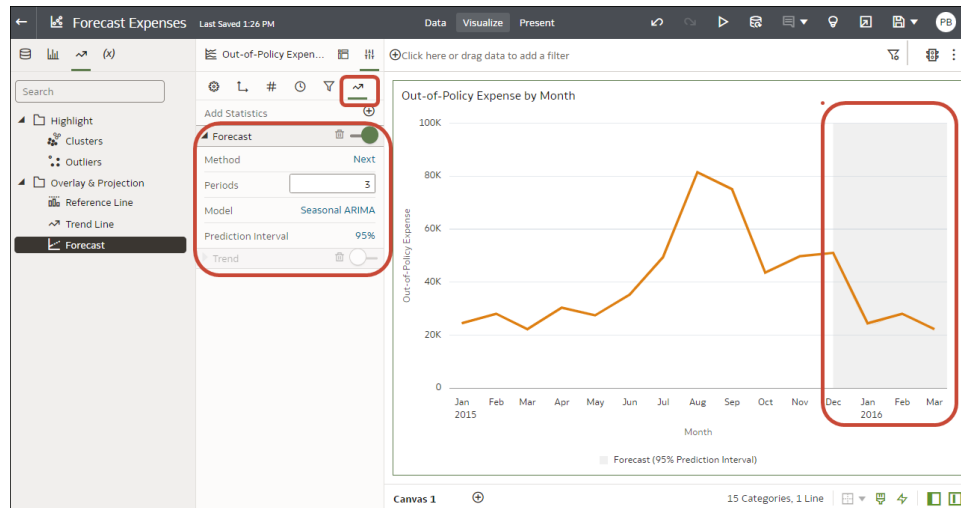 Forecast Expenses Last Saved 1:26 PM Data Visualize Present PB
(x) Out-of-Policy Expen... Click here or drag data to add a filter
Search
Highlight
Clusters
Outliers
Overlay & Projection
Reference Line
Trend Line
Forecast
#
Add Statistics
Forecast
Method Next
Periods 3
Model Seasonal ARIMA
Prediction Interval 95%
Trend
Out-of-Policy Expense by Month
100K
80K
60K
40K
20K
0
Out-of-Policy Expense
Jan Feb Mar Apr May Jun Jul Aug Sep Oct Nov Dec Jan Feb Mar
2015 2016
Month
Forecast (95% Prediction Interval)
Canvas 1 15 Categories, 1 Line